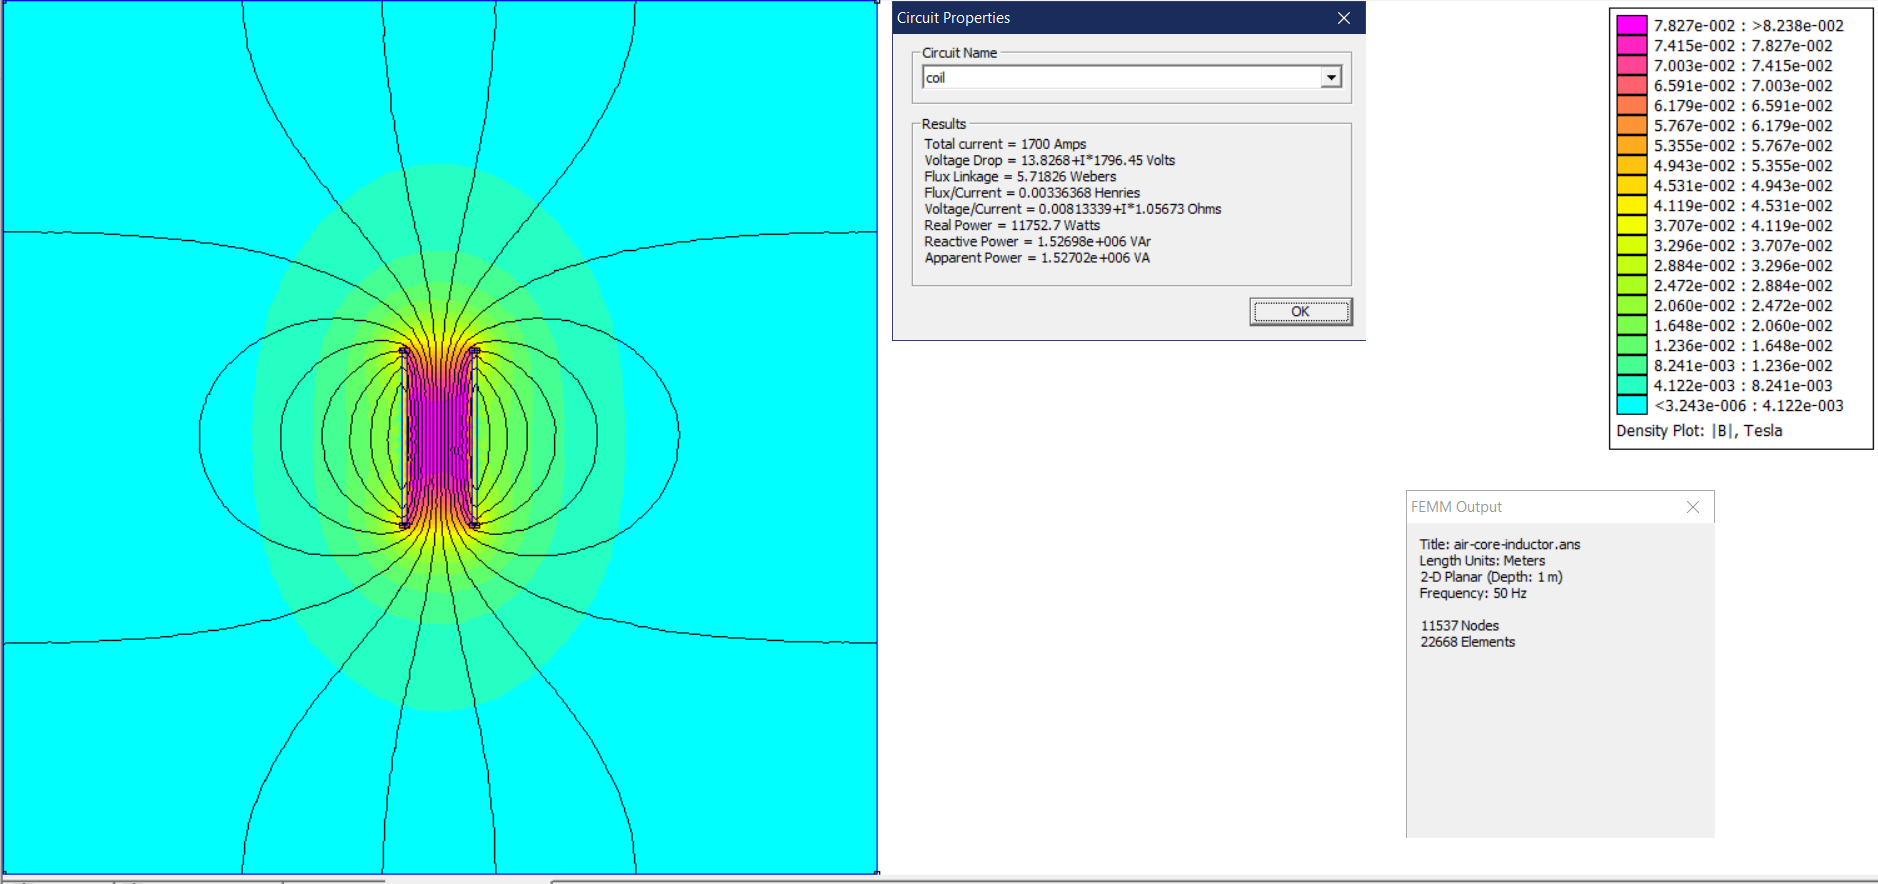 Circuit Properties
Circuit Name
coil
Results
Total current = 1700 Amps
Voltage Drop = 13.8268+I*1796.45 Volts
Flux Linkage = 5.71826 Webers
Flux/Current = 0.00336368 Henries
Voltage/Current = 0.00813339+I*1.05673 Ohms
Real Power = 11752.7 Watts
Reactive Power = 1.52698e+006 VAr
Apparent Power = 1.52702e+006 VA
OK
7.827e-002 : >8.238e-002
7.415e-002 : 7.827e-002
7.003e-002 : 7.415e-002
6.591e-002 : 7.003e-002
6.179e-002 : 6.591e-002
5.767e-002 : 6.179e-002
5.355e-002 : 5.767e-002
4.943e-002 : 5.355e-002
4.531e-002 : 4.943e-002
4.119e-002 : 4.531e-002
3.707e-002 : 4.119e-002
3.296e-002 : 3.707e-002
2.884e-002 : 3.296e-002
2.472e-002 : 2.884e-002
2.060e-002 : 2.472e-002
1.648e-002 : 2.060e-002
1.236e-002 : 1.648e-002
8.241e-003 : 1.236e-002
4.122e-003 : 8.241e-003
<3.243e-006 : 4.122e-003
Density Plot: |B|, Tesla
FEMM Output
Title: air-core-inductor.ans
Length Units: Meters
2-D Planar (Depth: 1 m)
Frequency: 50 Hz
11537 Nodes
22668 Elements